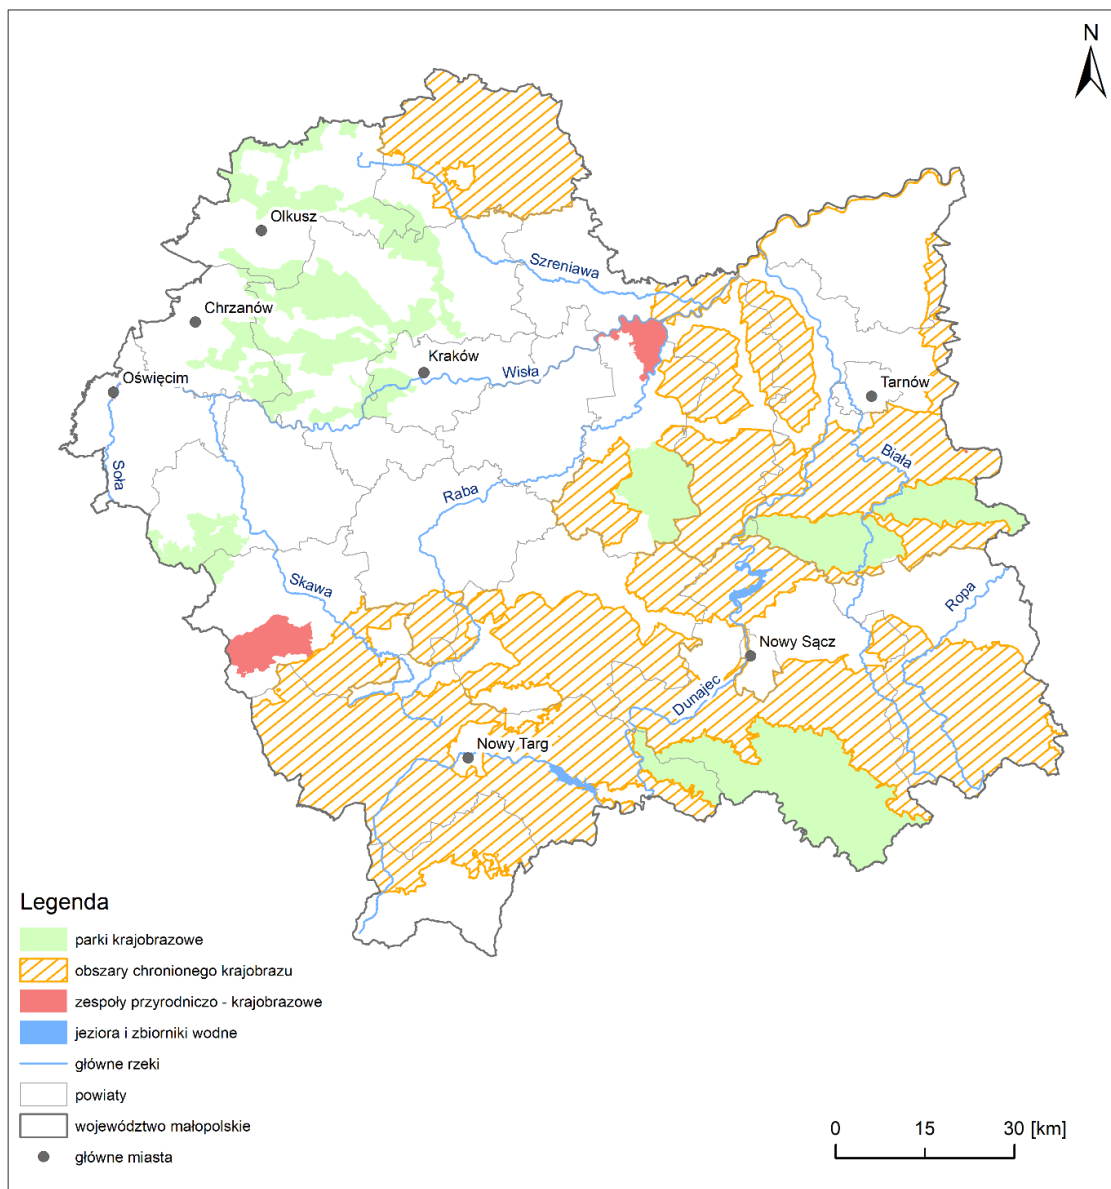 N
Olkusz
Szreniawa
Chrzanów
Kraków
Wisła
Oświęcim
Tarnów
Biała
Soła
Raba
Skawa
Ropa
Nowy Sącz
Dunajec
Nowy Targ
Legenda
parki krajobrazowe
obszary chronionego krajobrazu
zespoły przyrodniczo - krajobrazowe
jeziora i zbiorniki wodne
główne rzeki
powiaty
województwo małopolskie
główne miasta
0 15 30 [km]